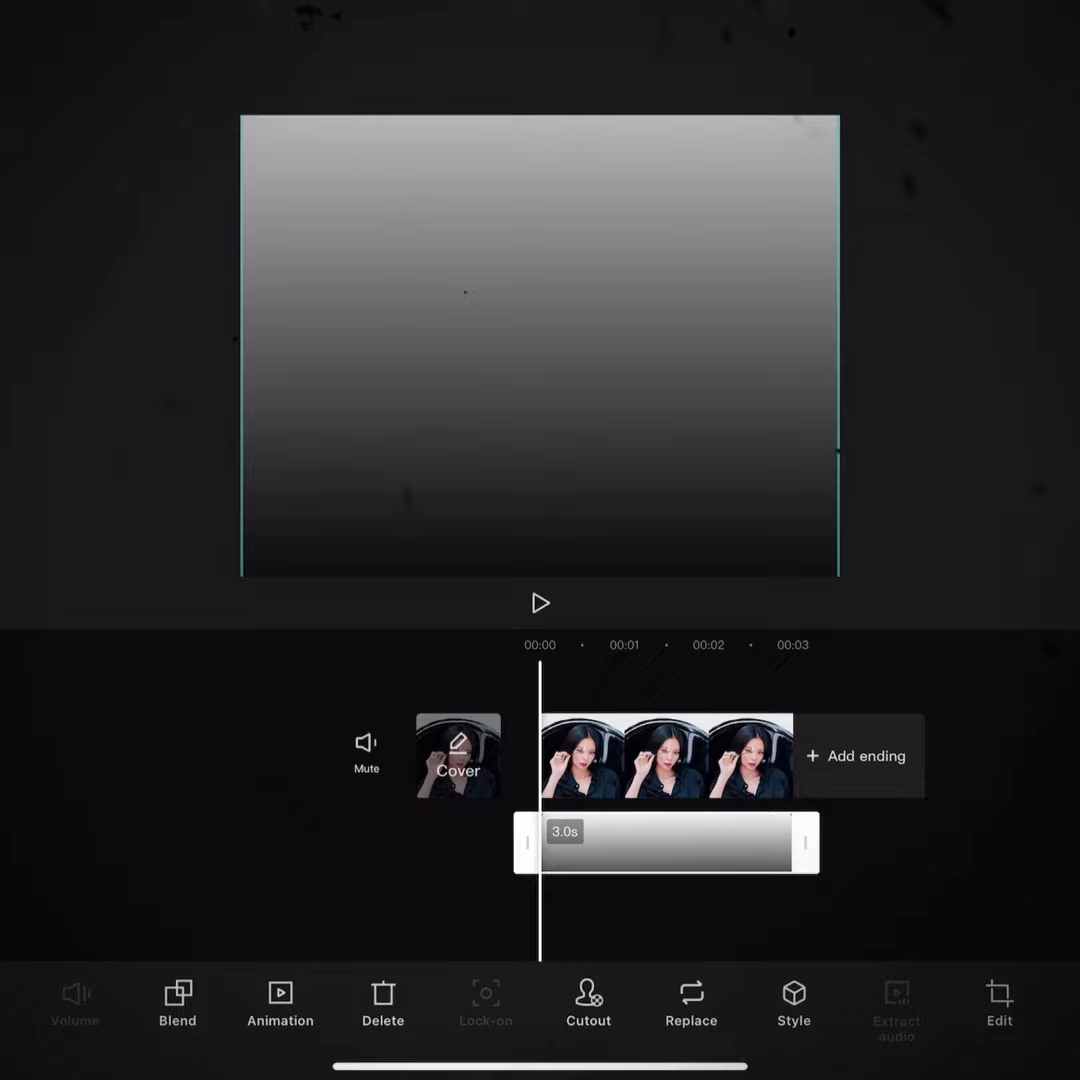 00:00
00:01
00:02
00:03
Mute
Cover
+ Add ending
3.0s
Volume
Blend
Animation
Delete
Lock-on
Cutout
Replace
Style
Extract
audio
Edit